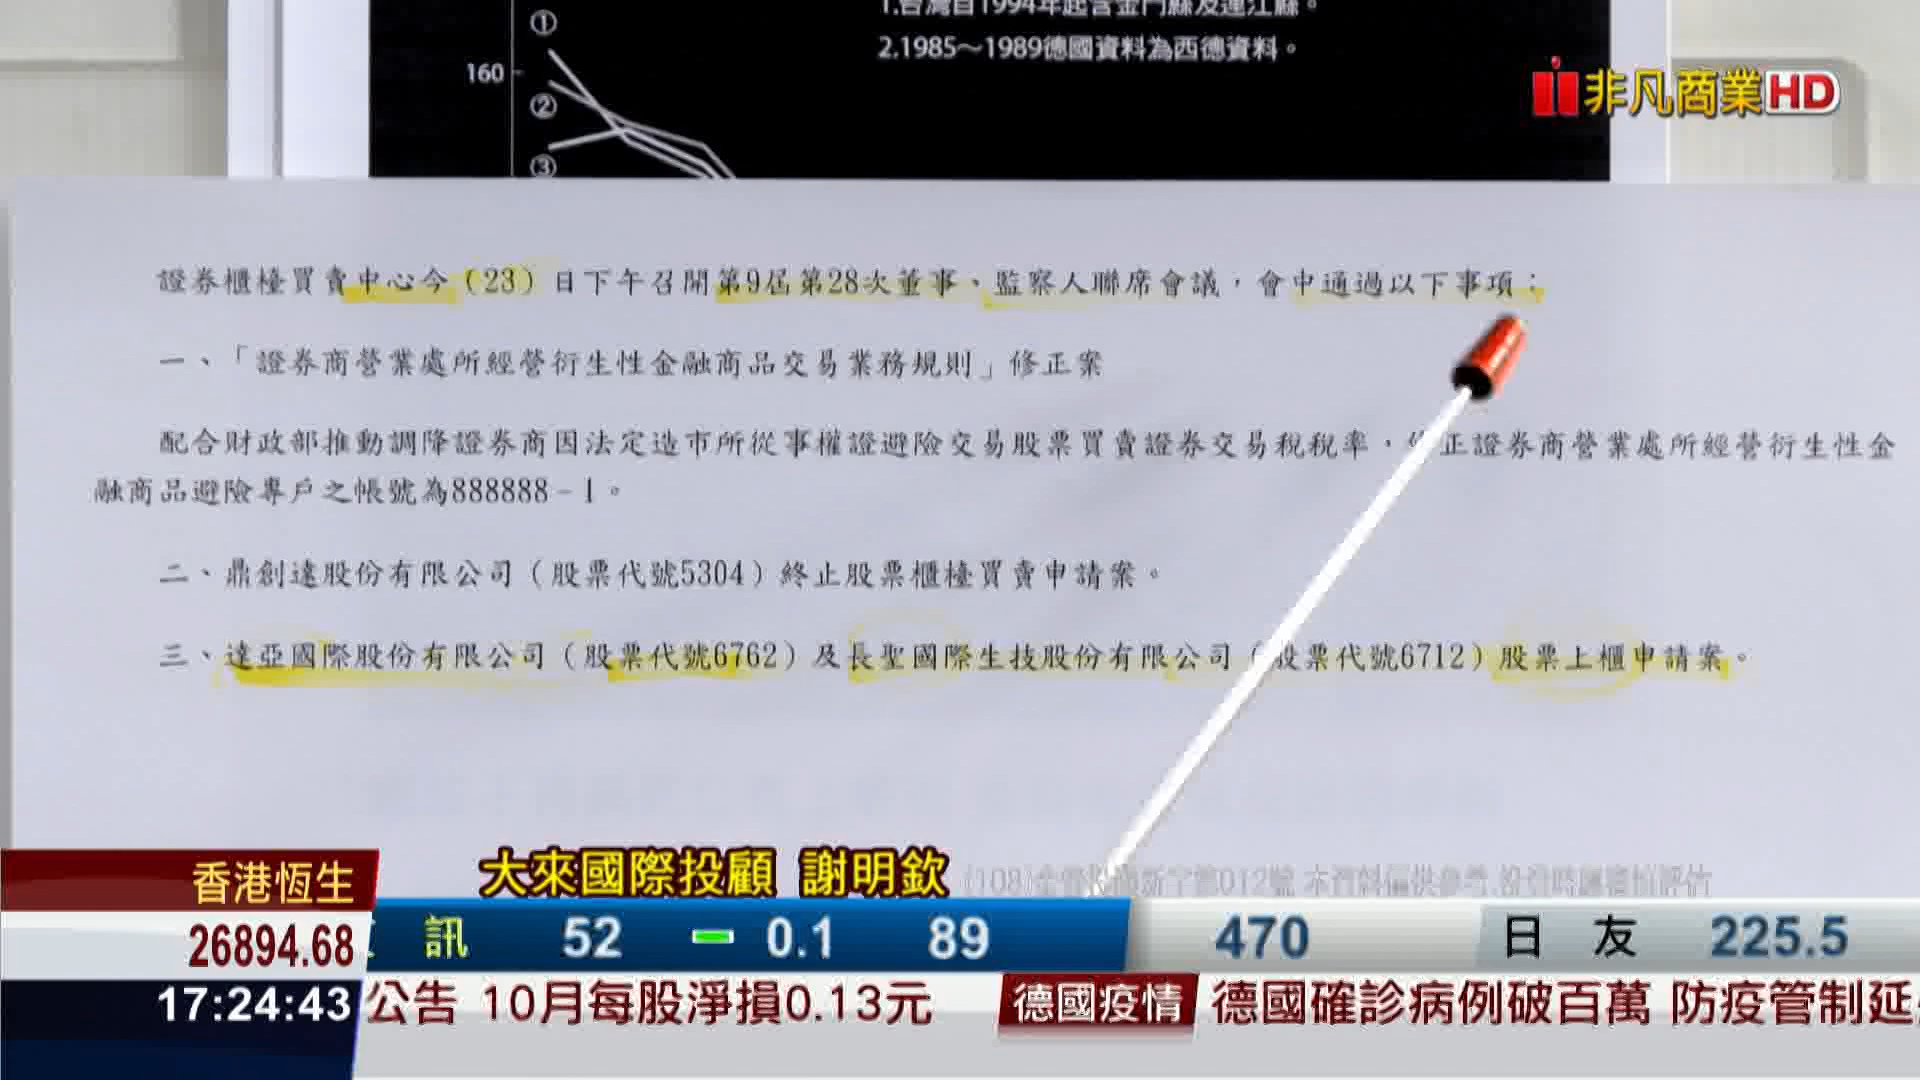 1.台灣自1994年起含金門縣及連江縣。
2.1985～1989德國資料為西德資料。
①
160
②
③
非凡商業HD
證券櫃檯買賣中心今（23）日下午召開第9屆第28次董事、監察人聯席會議，會中通過以下事項：
一、「證券商營業處所經營衍生性金融商品交易業務規則」修正案
配合財政部推動調降證券商因法定造市所從事權證避險交易股票買賣證券交易稅稅率，修正證券商營業處所經營衍生性金
融商品避險專戶之帳號為888888－1。
二、鼎創達股份有限公司（股票代號5304）終止股票櫃檯買賣申請案。
三、達亞國際股份有限公司（股票代號6762）及長聖國際生技股份有限公司（股票代號6712）股票上櫃申請案。
大來國際投顧 謝明欽
香港恆生
26894.68
訊 52 0.1 89 470 日友 225.5
17:24:43
公告 10月每股淨損0.13元 德國疫情 德國確診病例破百萬 防疫管制延